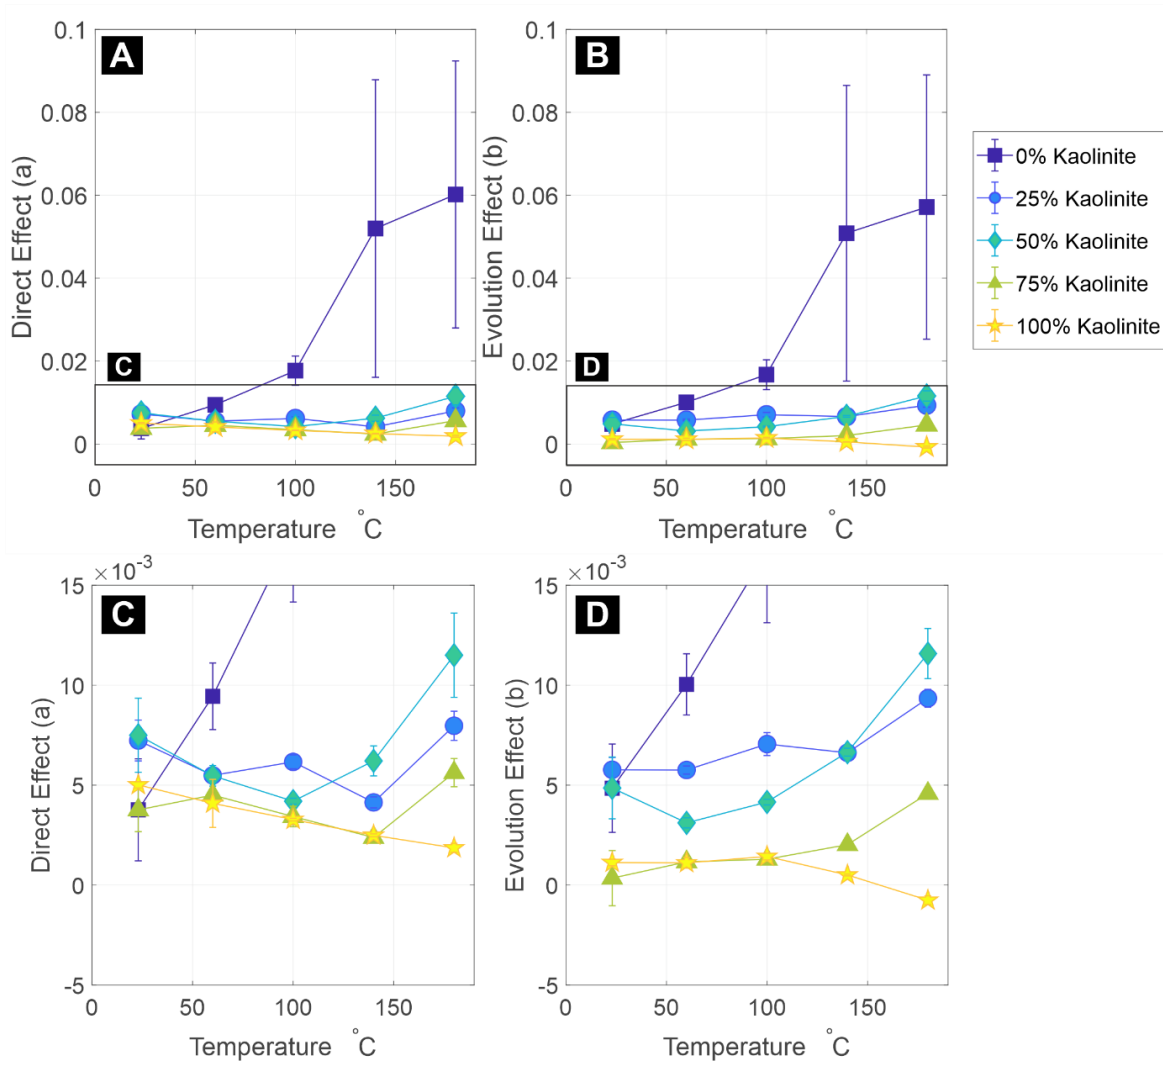 A
0.1
0.08
0.06
0.04
0.02
0
Direct Effect (a)
C
0 50 100 150
Temperature °C
B
0.1
0.08
0.06
0.04
0.02
0
Evolution Effect (b)
D
0 50 100 150
Temperature °C
0% Kaolinite
25% Kaolinite
50% Kaolinite
75% Kaolinite
100% Kaolinite
×10⁻³
C
15
10
5
0
-5
Direct Effect (a)
0 50 100 150
Temperature °C
×10⁻³
D
15
10
5
0
-5
Evolution Effect (b)
0 50 100 150
Temperature °C